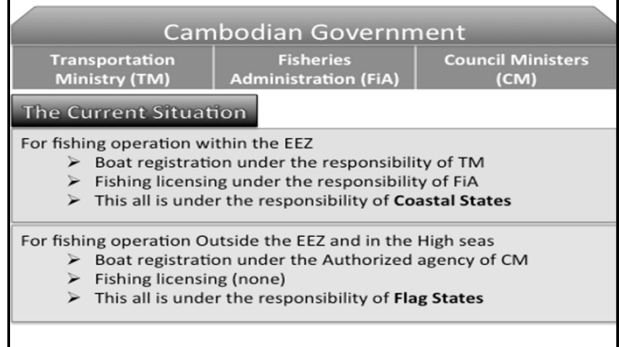 Cambodian Government
Transportation Ministry (TM)
Fisheries Administration (FiA)
Council Ministers (CM)
The Current Situation
For fishing operation within the EEZ
➢ Boat registration under the responsibility of TM
➢ Fishing licensing under the responsibility of FiA
➢ This all is under the responsibility of Coastal States
For fishing operation Outside the EEZ and in the High seas
➢ Boat registration under the Authorized agency of CM
➢ Fishing licensing (none)
➢ This all is under the responsibility of Flag States